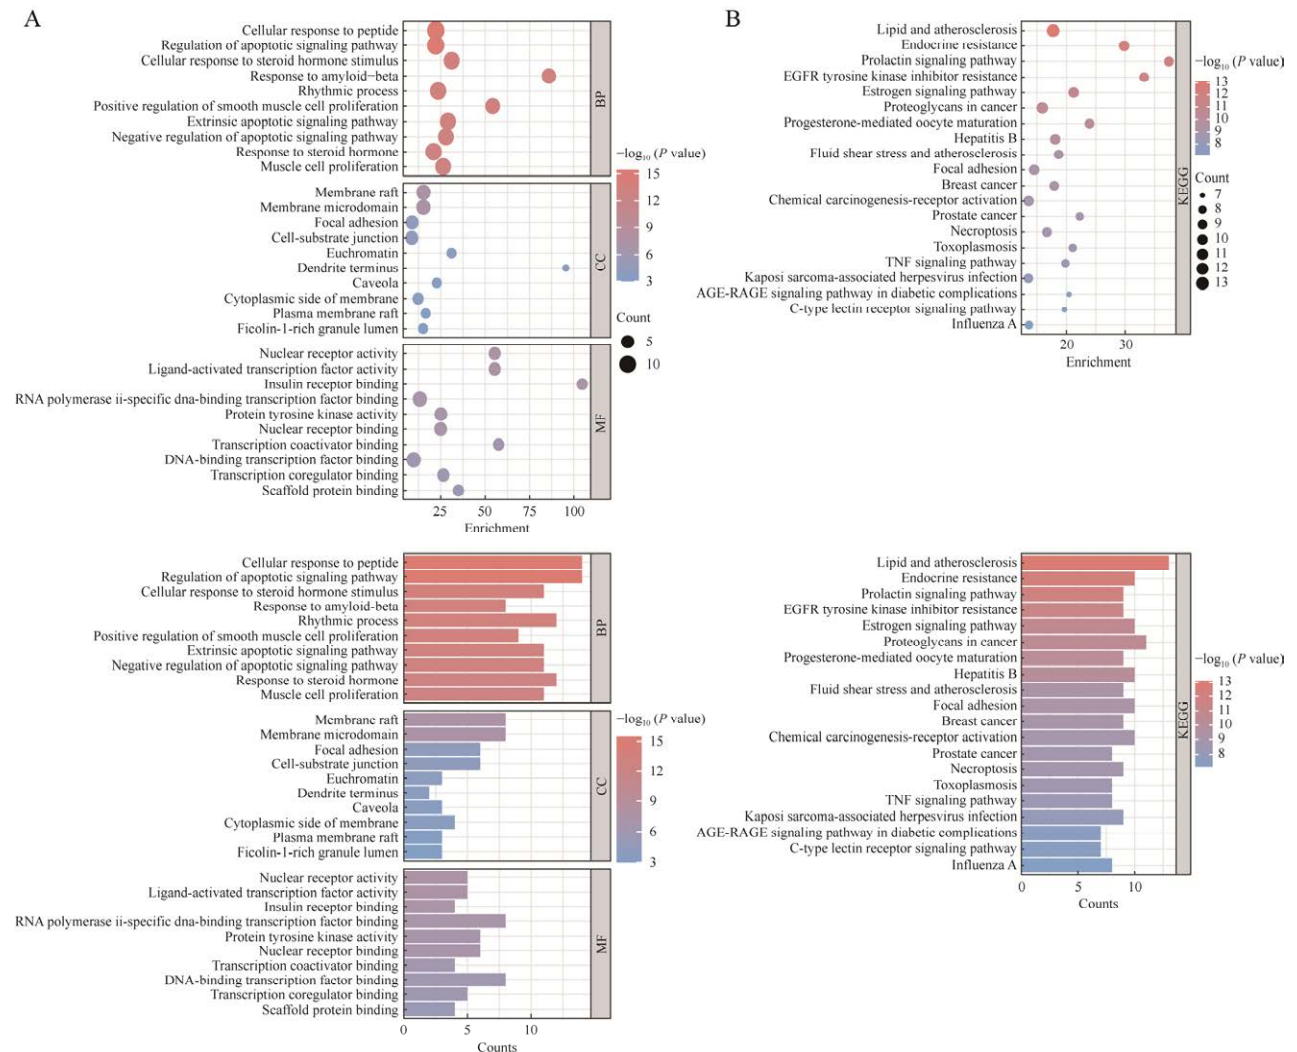 A
Cellular response to peptide
Regulation of apoptotic signaling pathway
Cellular response to steroid hormone stimulus
Response to amyloid−beta
Rhythmic process
Positive regulation of smooth muscle cell proliferation
Extrinsic apoptotic signaling pathway
Negative regulation of apoptotic signaling pathway
Response to steroid hormone
Muscle cell proliferation
BP
Membrane raft
Membrane microdomain
Focal adhesion
Cell-substrate junction
Euchromatin
Dendrite terminus
Caveola
Cytoplasmic side of membrane
Plasma membrane raft
Ficolin-1-rich granule lumen
CC
Nuclear receptor activity
Ligand-activated transcription factor activity
Insulin receptor binding
RNA polymerase ii-specific dna-binding transcription factor binding
Protein tyrosine kinase activity
Nuclear receptor binding
Transcription coactivator binding
DNA-binding transcription factor binding
Transcription coregulator binding
Scaffold protein binding
MF
25 50 75 100
Enrichment
−log₁₀ (P value)
15
12
9
6
3
Count
5
10
B
Lipid and atherosclerosis
Endocrine resistance
Prolactin signaling pathway
EGFR tyrosine kinase inhibitor resistance
Estrogen signaling pathway
Proteoglycans in cancer
Progesterone-mediated oocyte maturation
Hepatitis B
Fluid shear stress and atherosclerosis
Focal adhesion
Breast cancer
Chemical carcinogenesis-receptor activation
Prostate cancer
Necroptosis
Toxoplasmosis
TNF signaling pathway
Kaposi sarcoma-associated herpesvirus infection
AGE-RAGE signaling pathway in diabetic complications
C-type lectin receptor signaling pathway
Influenza A
KEGG
20 30
Enrichment
−log₁₀ (P value)
13
12
11
10
9
8
Count
7
8
9
10
11
12
13
Cellular response to peptide
Regulation of apoptotic signaling pathway
Cellular response to steroid hormone stimulus
Response to amyloid-beta
Rhythmic process
Positive regulation of smooth muscle cell proliferation
Extrinsic apoptotic signaling pathway
Negative regulation of apoptotic signaling pathway
Response to steroid hormone
Muscle cell proliferation
BP
Membrane raft
Membrane microdomain
Focal adhesion
Cell-substrate junction
Euchromatin
Dendrite terminus
Caveola
Cytoplasmic side of membrane
Plasma membrane raft
Ficolin-1-rich granule lumen
CC
Nuclear receptor activity
Ligand-activated transcription factor activity
Insulin receptor binding
RNA polymerase ii-specific dna-binding transcription factor binding
Protein tyrosine kinase activity
Nuclear receptor binding
Transcription coactivator binding
DNA-binding transcription factor binding
Transcription coregulator binding
Scaffold protein binding
MF
0 5 10
Counts
−log₁₀ (P value)
15
12
9
6
3
Lipid and atherosclerosis
Endocrine resistance
Prolactin signaling pathway
EGFR tyrosine kinase inhibitor resistance
Estrogen signaling pathway
Proteoglycans in cancer
Progesterone-mediated oocyte maturation
Hepatitis B
Fluid shear stress and atherosclerosis
Focal adhesion
Breast cancer
Chemical carcinogenesis-receptor activation
Prostate cancer
Necroptosis
Toxoplasmosis
TNF signaling pathway
Kaposi sarcoma-associated herpesvirus infection
AGE-RAGE signaling pathway in diabetic complications
C-type lectin receptor signaling pathway
Influenza A
KEGG
0 5 10
Counts
−log₁₀ (P value)
13
12
11
10
9
8